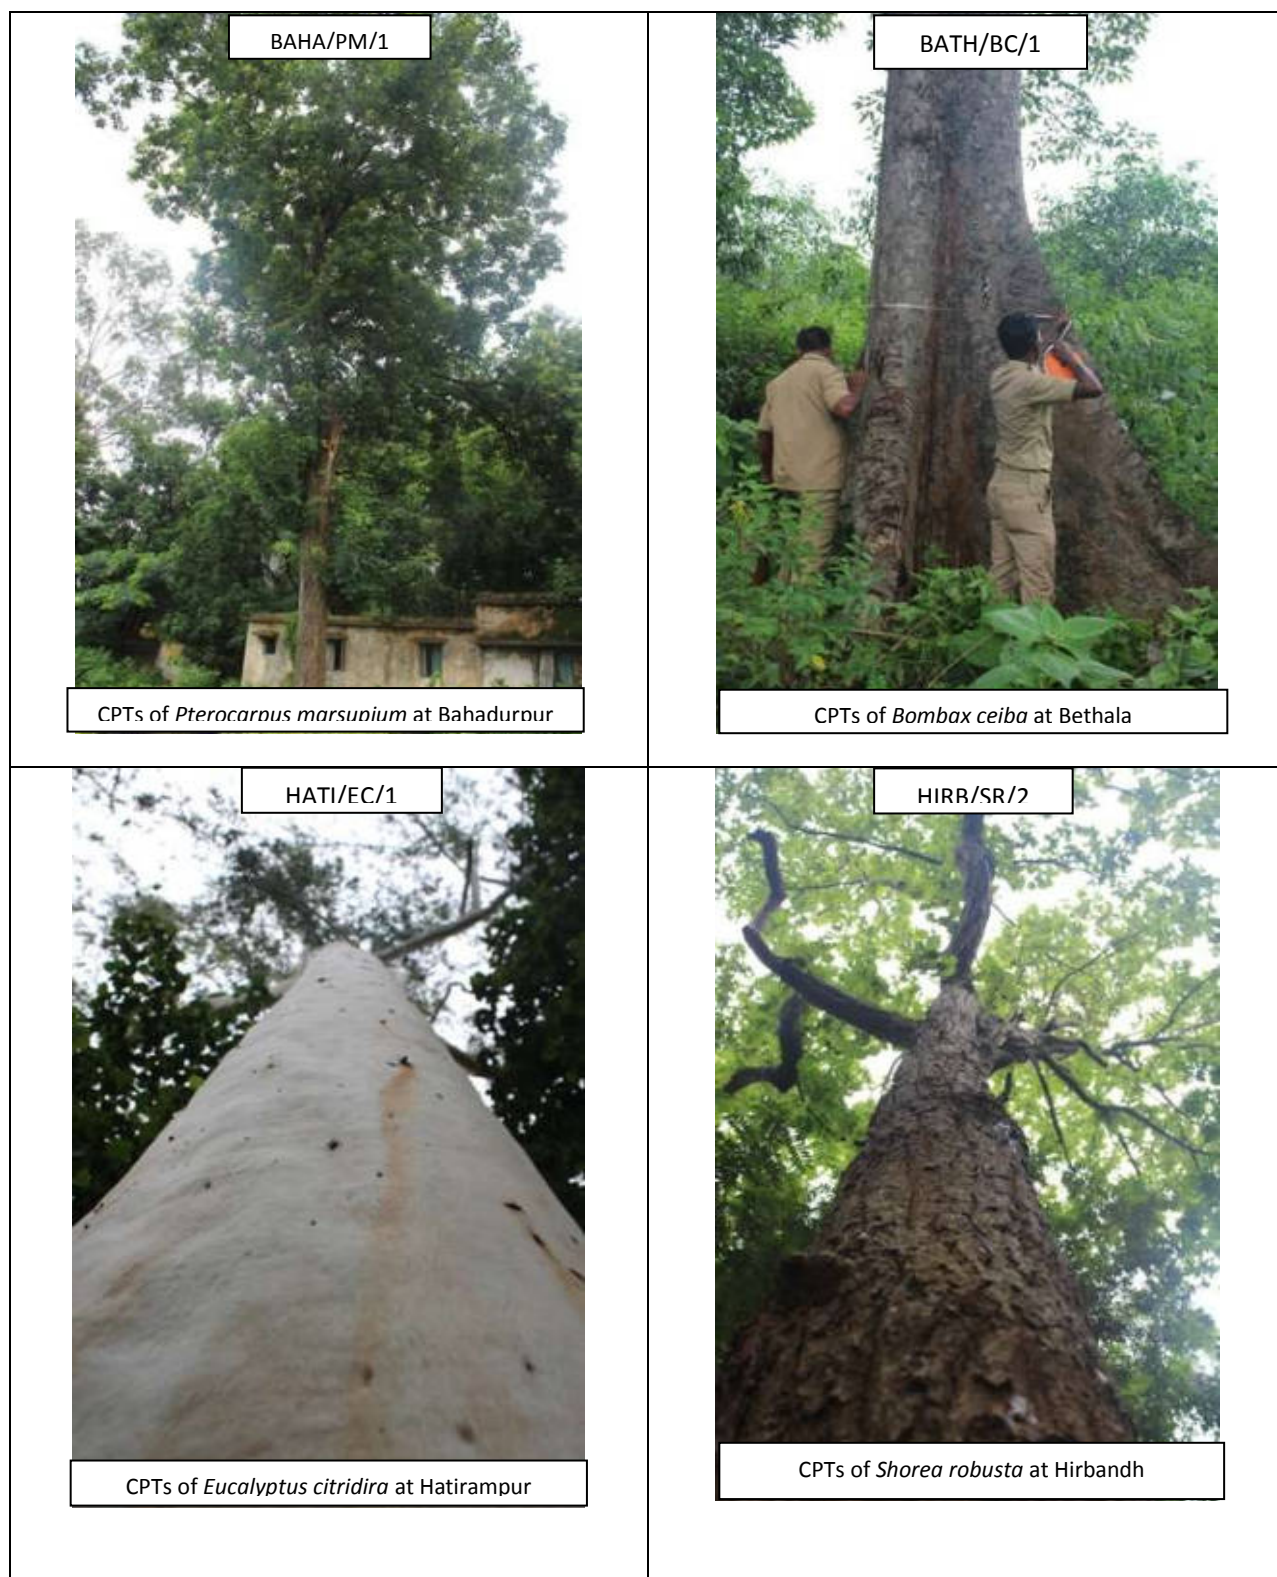 BAHA/PM/1
CPTs of Pterocarpus marsupium at Bahadurpur
BATH/BC/1
CPTs of Bombax ceiba at Bethala
HATI/EC/1
CPTs of Eucalyptus citridira at Hatirampur
HIRB/SR/2
CPTs of Shorea robusta at Hirbandh